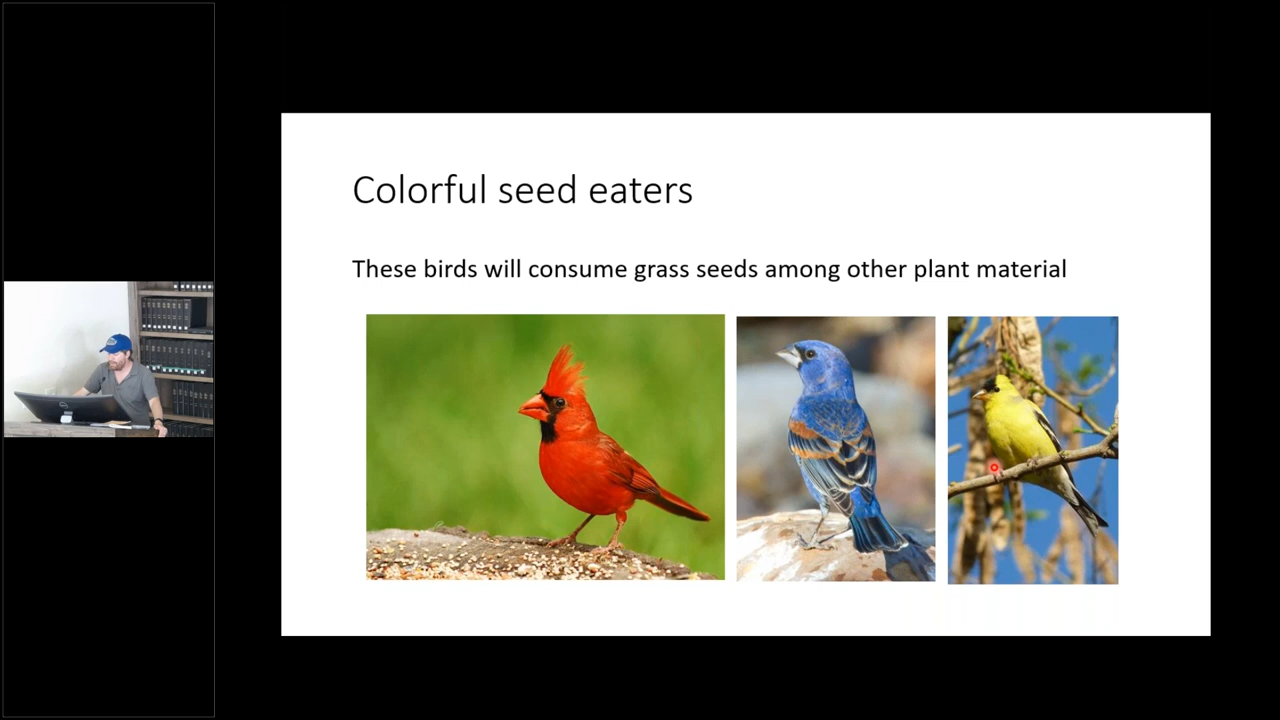 Colorful seed eaters
These birds will consume grass seeds among other plant material